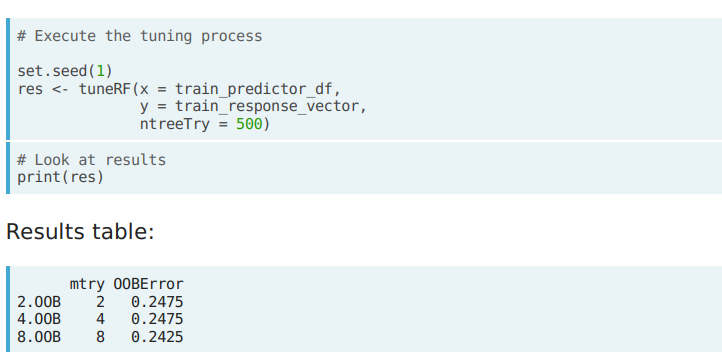 # Execute the tuning process
set.seed(1)
res <- tuneRF(x = train_predictor_df,
y = train_response_vector,
ntreeTry = 500)
# Look at results
print(res)
Results table:
mtry OOBError
2.OOB 2 0.2475
4.OOB 4 0.2475
8.OOB 8 0.2425